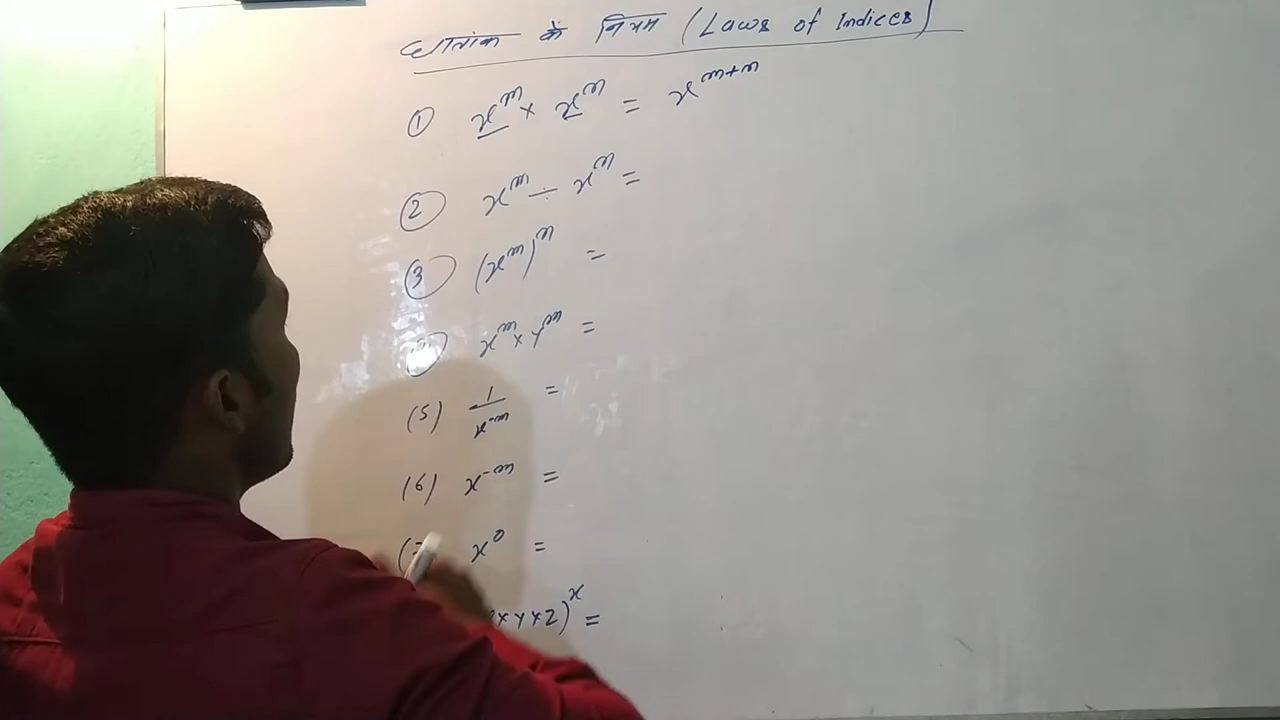 घातांक के नियम (Laws of Indices)
① x^m × x^n = x^{m+n}
② x^m ÷ x^n =
③ (x^m)^n =
x^m × y^m =
(5) 1/x^{-m} =
(6) x^{-m} =
x^0 =
× y × z)^x =